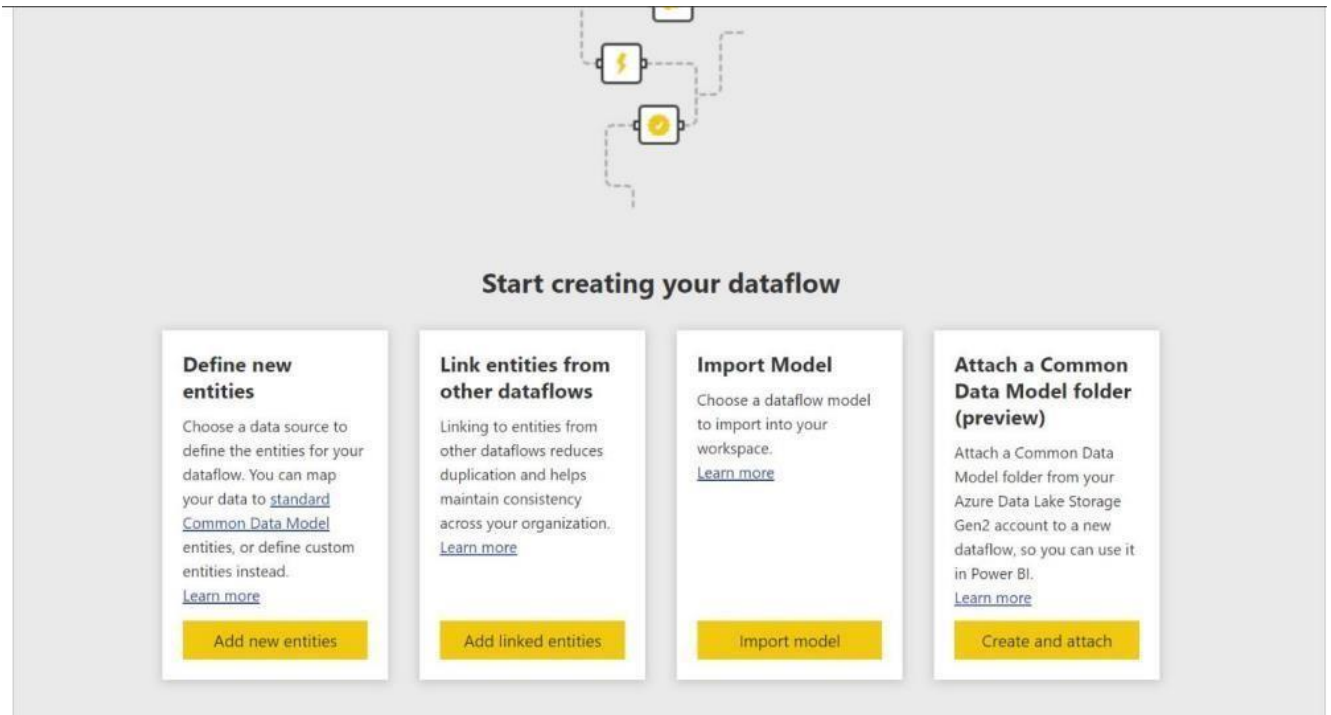 Start creating your dataflow
Define new
entities
Choose a data source to
define the entities for your
dataflow. You can map
your data to standard
Common Data Model
entities, or define custom
entities instead.
Learn more
Add new entities
Link entities from
other dataflows
Linking to entities from
other dataflows reduces
duplication and helps
maintain consistency
across your organization.
Learn more
Add linked entities
Import Model
Choose a dataflow model
to import into your
workspace.
Learn more
Import model
Attach a Common
Data Model folder
(preview)
Attach a Common Data
Model folder from your
Azure Data Lake Storage
Gen2 account to a new
dataflow, so you can use it
in Power BI.
Learn more
Create and attach